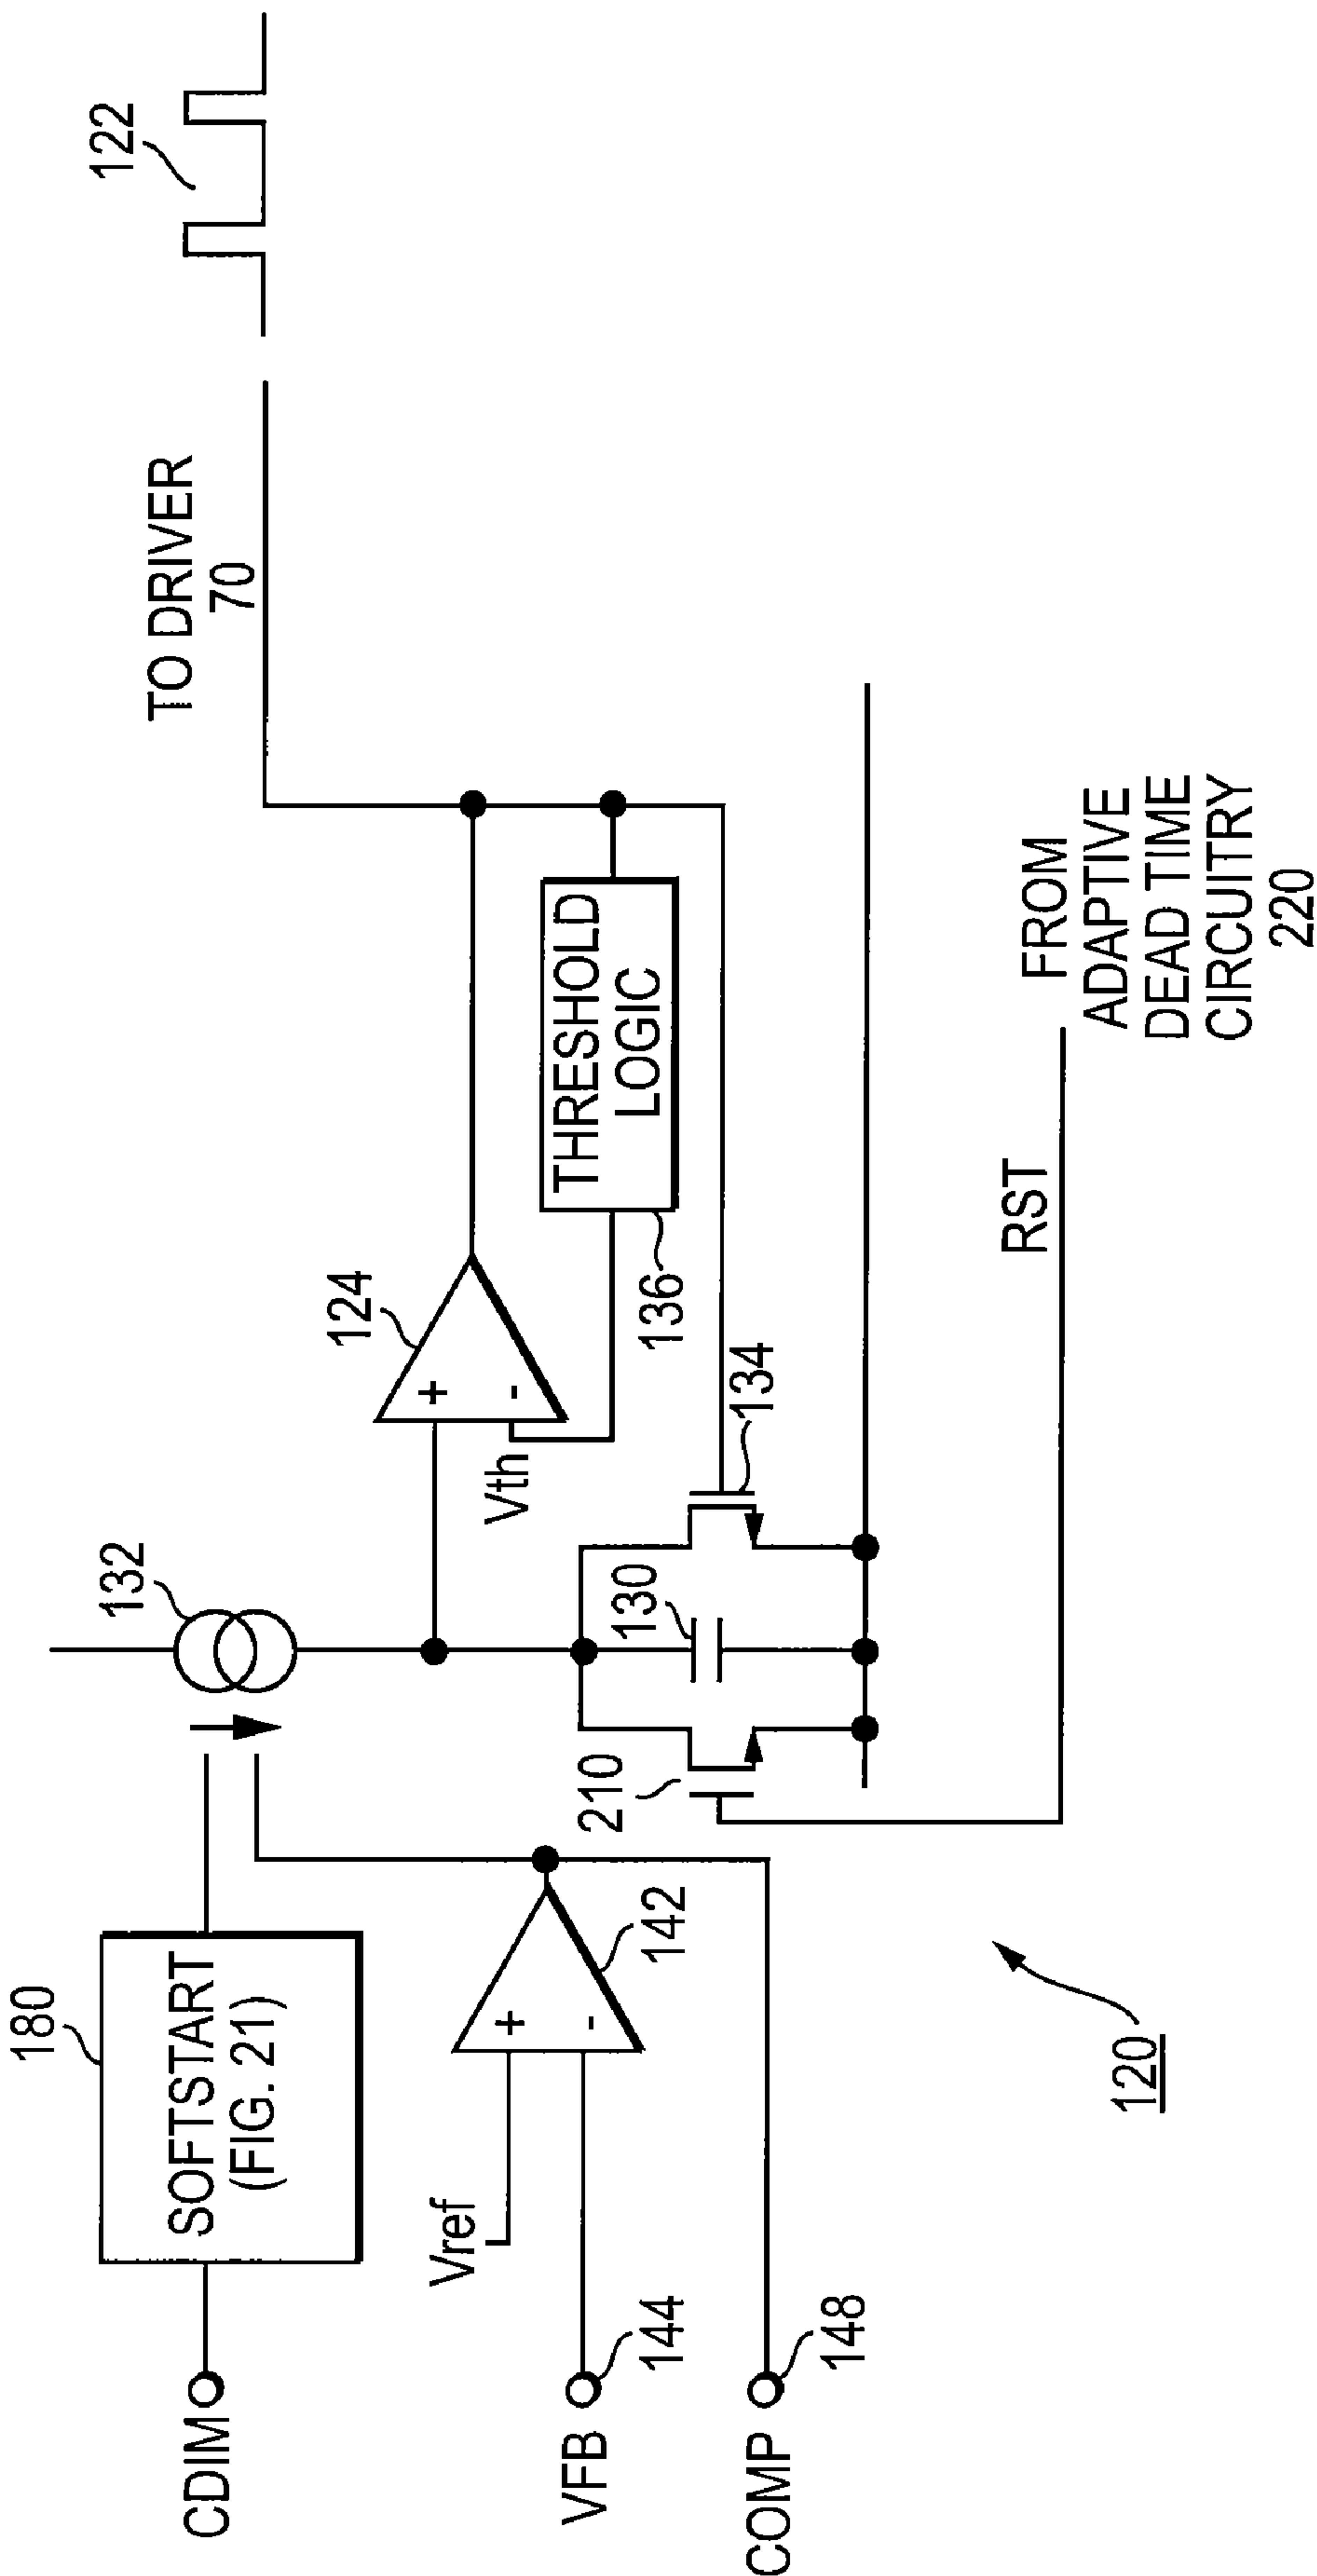 122
TO DRIVER
70
132
124
+
-
Vth
THRESHOLD
LOGIC
136
134
130
210
180
SOFTSTART
(FIG. 21)
CDIM
Vref
+
-
142
VFB
144
COMP
148
RST
FROM
ADAPTIVE
DEAD TIME
CIRCUITRY
220
120